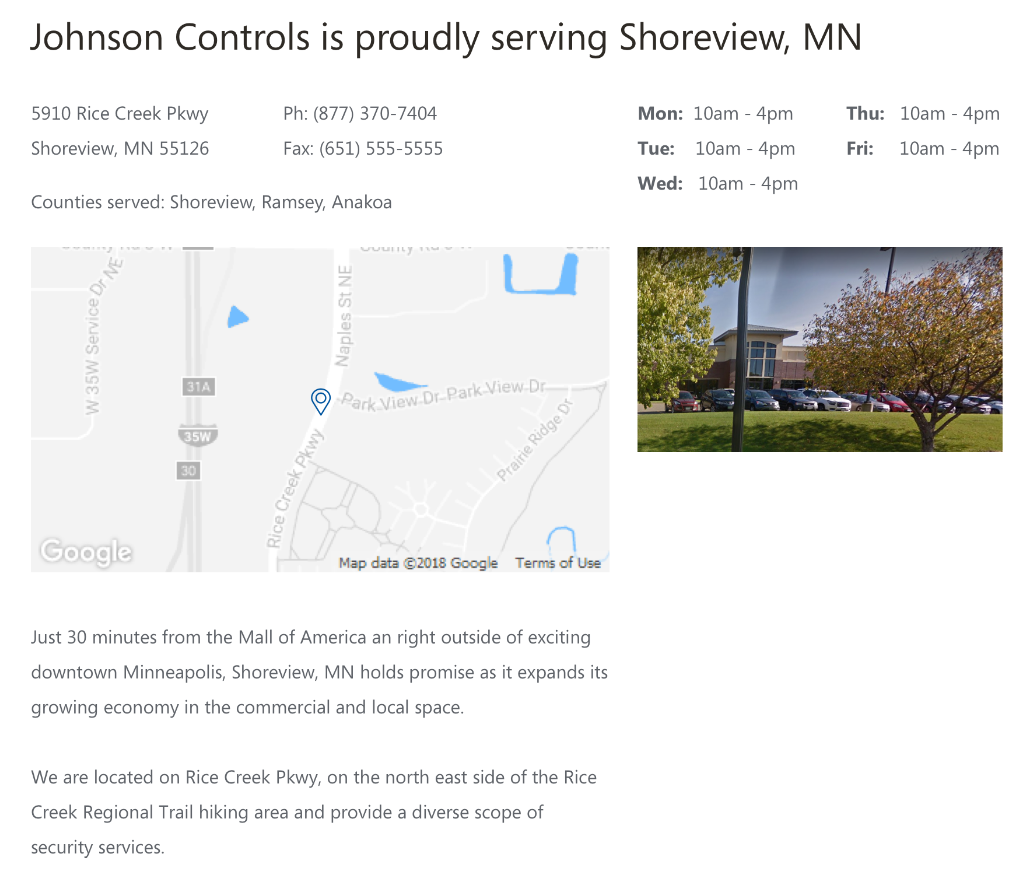 Johnson Controls is proudly serving Shoreview, MN
5910 Rice Creek Pkwy
Shoreview, MN 55126
Ph: (877) 370-7404
Fax: (651) 555-5555
Mon: 10am - 4pm
Tue: 10am - 4pm
Wed: 10am - 4pm
Thu: 10am - 4pm
Fri: 10am - 4pm
Counties served: Shoreview, Ramsey, Anakoa
County Rd
W 35W Service Dr NE
Naples St NE
31A
35W
30
Park View Dr Park View Dr
Prairie Ridge Dr
Rice Creek Pkwy
Google
Map data ©2018 Google Terms of Use
Just 30 minutes from the Mall of America an right outside of exciting
downtown Minneapolis, Shoreview, MN holds promise as it expands its
growing economy in the commercial and local space.
We are located on Rice Creek Pkwy, on the north east side of the Rice
Creek Regional Trail hiking area and provide a diverse scope of
security services.